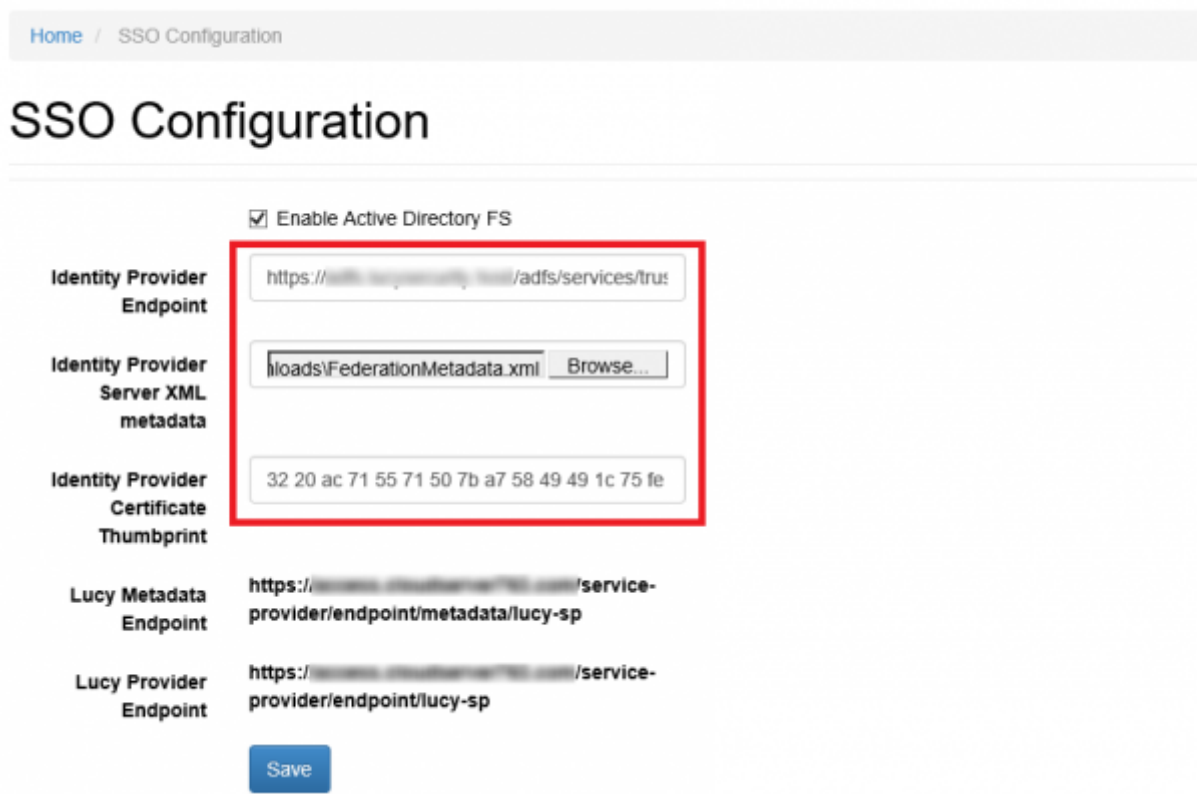 Home / SSO Configuration
SSO Configuration
Enable Active Directory FS
Identity Provider
Endpoint
https:// /adfs/services/trus
Identity Provider
Server XML
metadata
nloads\FederationMetadata.xml Browse...
Identity Provider
Certificate
Thumbprint
32 20 ac 71 55 71 50 7b a7 58 49 49 1c 75 fe
Lucy Metadata
Endpoint
https:/ /service-
provider/endpoint/metadata/lucy-sp
Lucy Provider
Endpoint
https:/ /service-
provider/endpoint/lucy-sp
Save